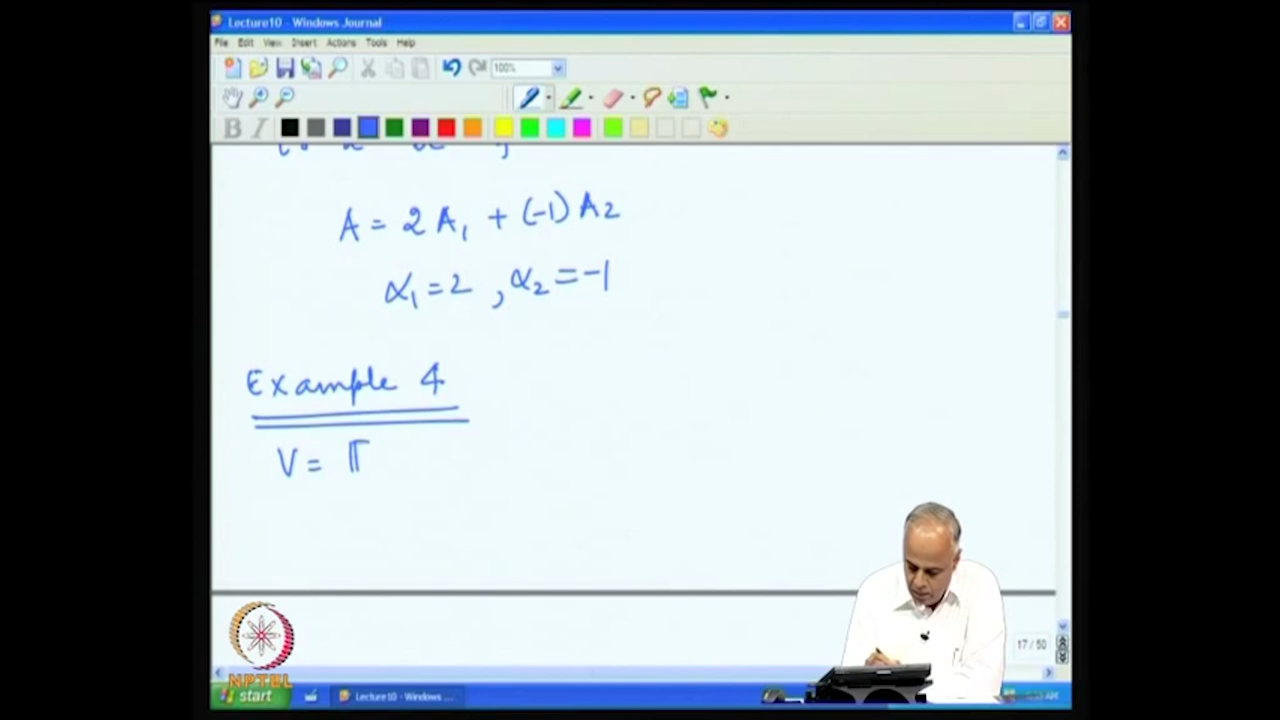 Lecture10 - Windows Journal
File Edit View Insert Actions Tools Help
100%
B I
A = 2 A₁ + (-1) A₂
α₁ = 2 , α₂ = -1
Example 4
V =
17 / 50
NPTEL
start Lecture10 - Windows ...